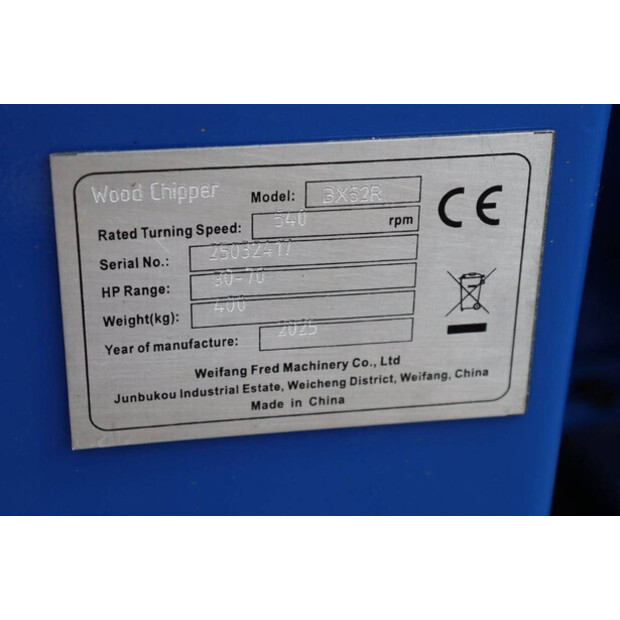 Wood Chipper Model: BX52R
Rated Turning Speed: 540 rpm
Serial No.: 25032417
HP Range: 30-70
Weight(kg): 400
Year of manufacture: 2025
Weifang Fred Machinery Co., Ltd
Junbukou Industrial Estate, Weicheng District, Weifang, China
Made in China
CE